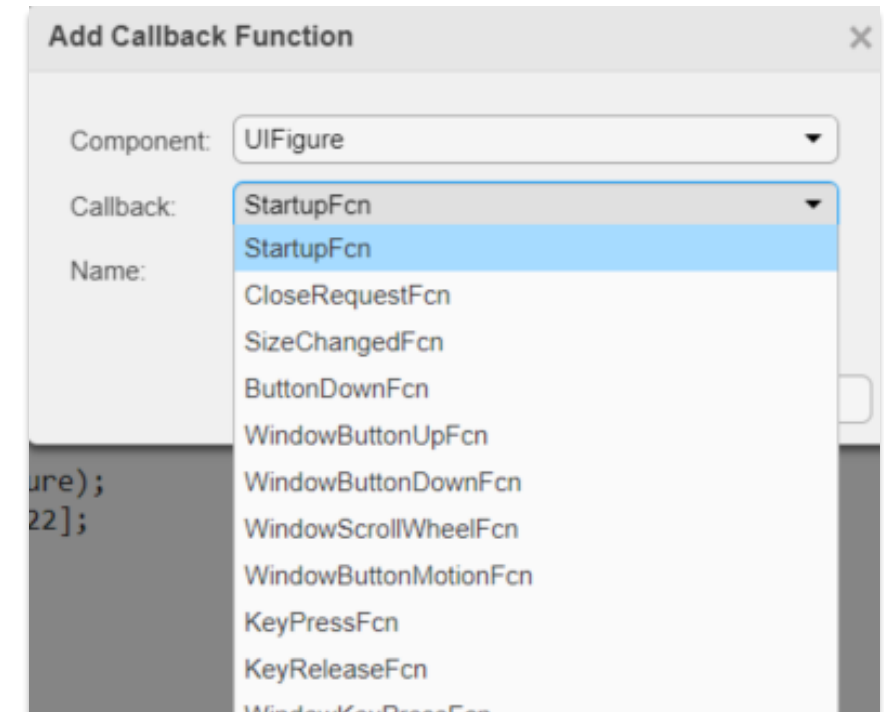 Add Callback Function
Component: UIFigure
Callback: StartupFcn
StartupFcn
Name:
CloseRequestFcn
SizeChangedFcn
ButtonDownFcn
WindowButtonUpFcn
ure);
WindowButtonDownFcn
22];
WindowScrollWheelFcn
WindowButtonMotionFcn
KeyPressFcn
KeyReleaseFcn
WindowKeyPressFcn